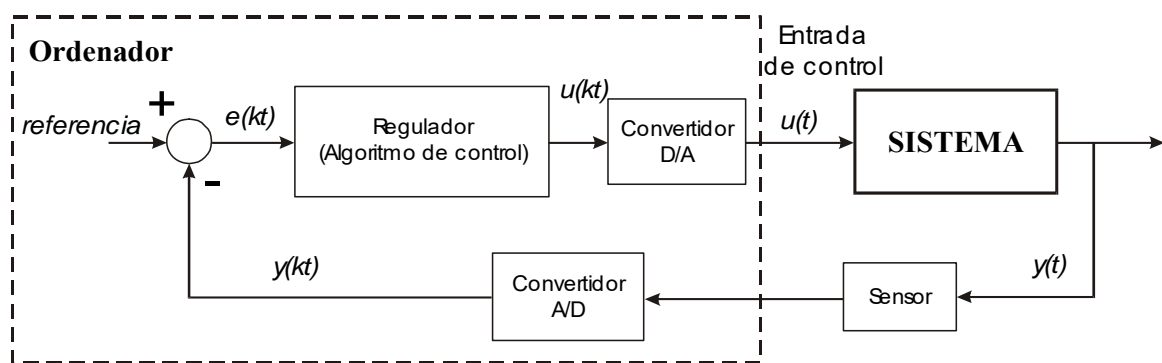 Ordenador
Entrada
de control
+
referencia
e(kt)
Regulador
(Algoritmo de control)
u(kt)
Convertidor
D/A
u(t)
SISTEMA
-
y(kt)
Convertidor
A/D
Sensor
y(t)